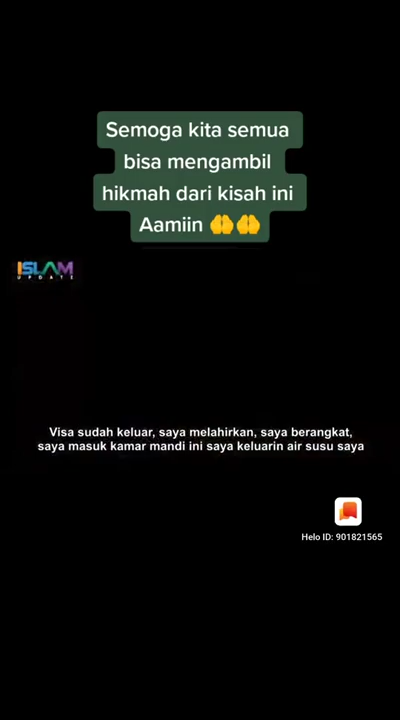 Semoga kita semua
bisa mengambil
hikmah dari kisah ini
Aamiin 🤲🤲
ISLAM
UPDATE
Visa sudah keluar, saya melahirkan, saya berangkat,
saya masuk kamar mandi ini saya keluarin air susu saya
Helo ID: 901821565